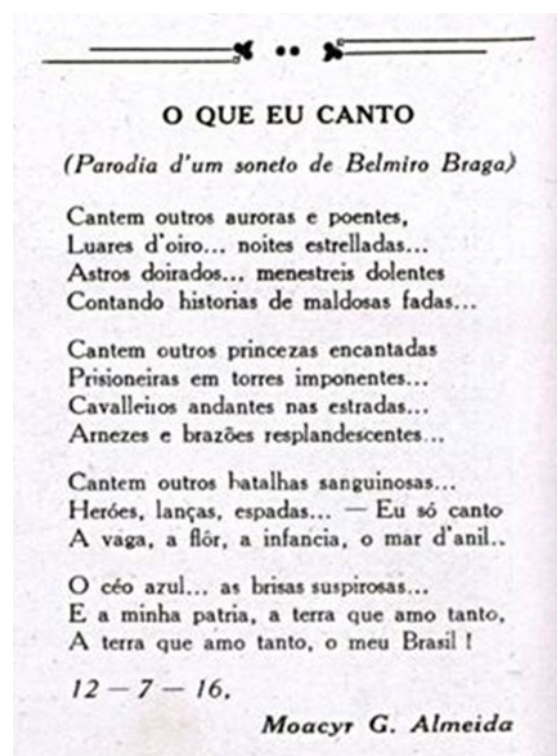 O QUE EU CANTO
(Parodia d'um soneto de Belmiro Braga)
Cantem outros auroras e poentes,
Luares d'oiro... noites estrelladas...
Astros doirados... menestreis dolentes
Contando historias de maldosas fadas...
Cantem outros princezas encantadas
Prisioneiras em torres imponentes...
Cavalleiros andantes nas estradas...
Arnezes e brazões resplandescentes...
Cantem outros batalhas sanguinosas...
Heróes, lanças, espadas... — Eu só canto
A vaga, a flôr, a infancia, o mar d'anil..
O céo azul... as brisas suspirosas...
E a minha patria, a terra que amo tanto,
A terra que amo tanto, o meu Brasil !
12 — 7 — 16.
Moacyr G. Almeida